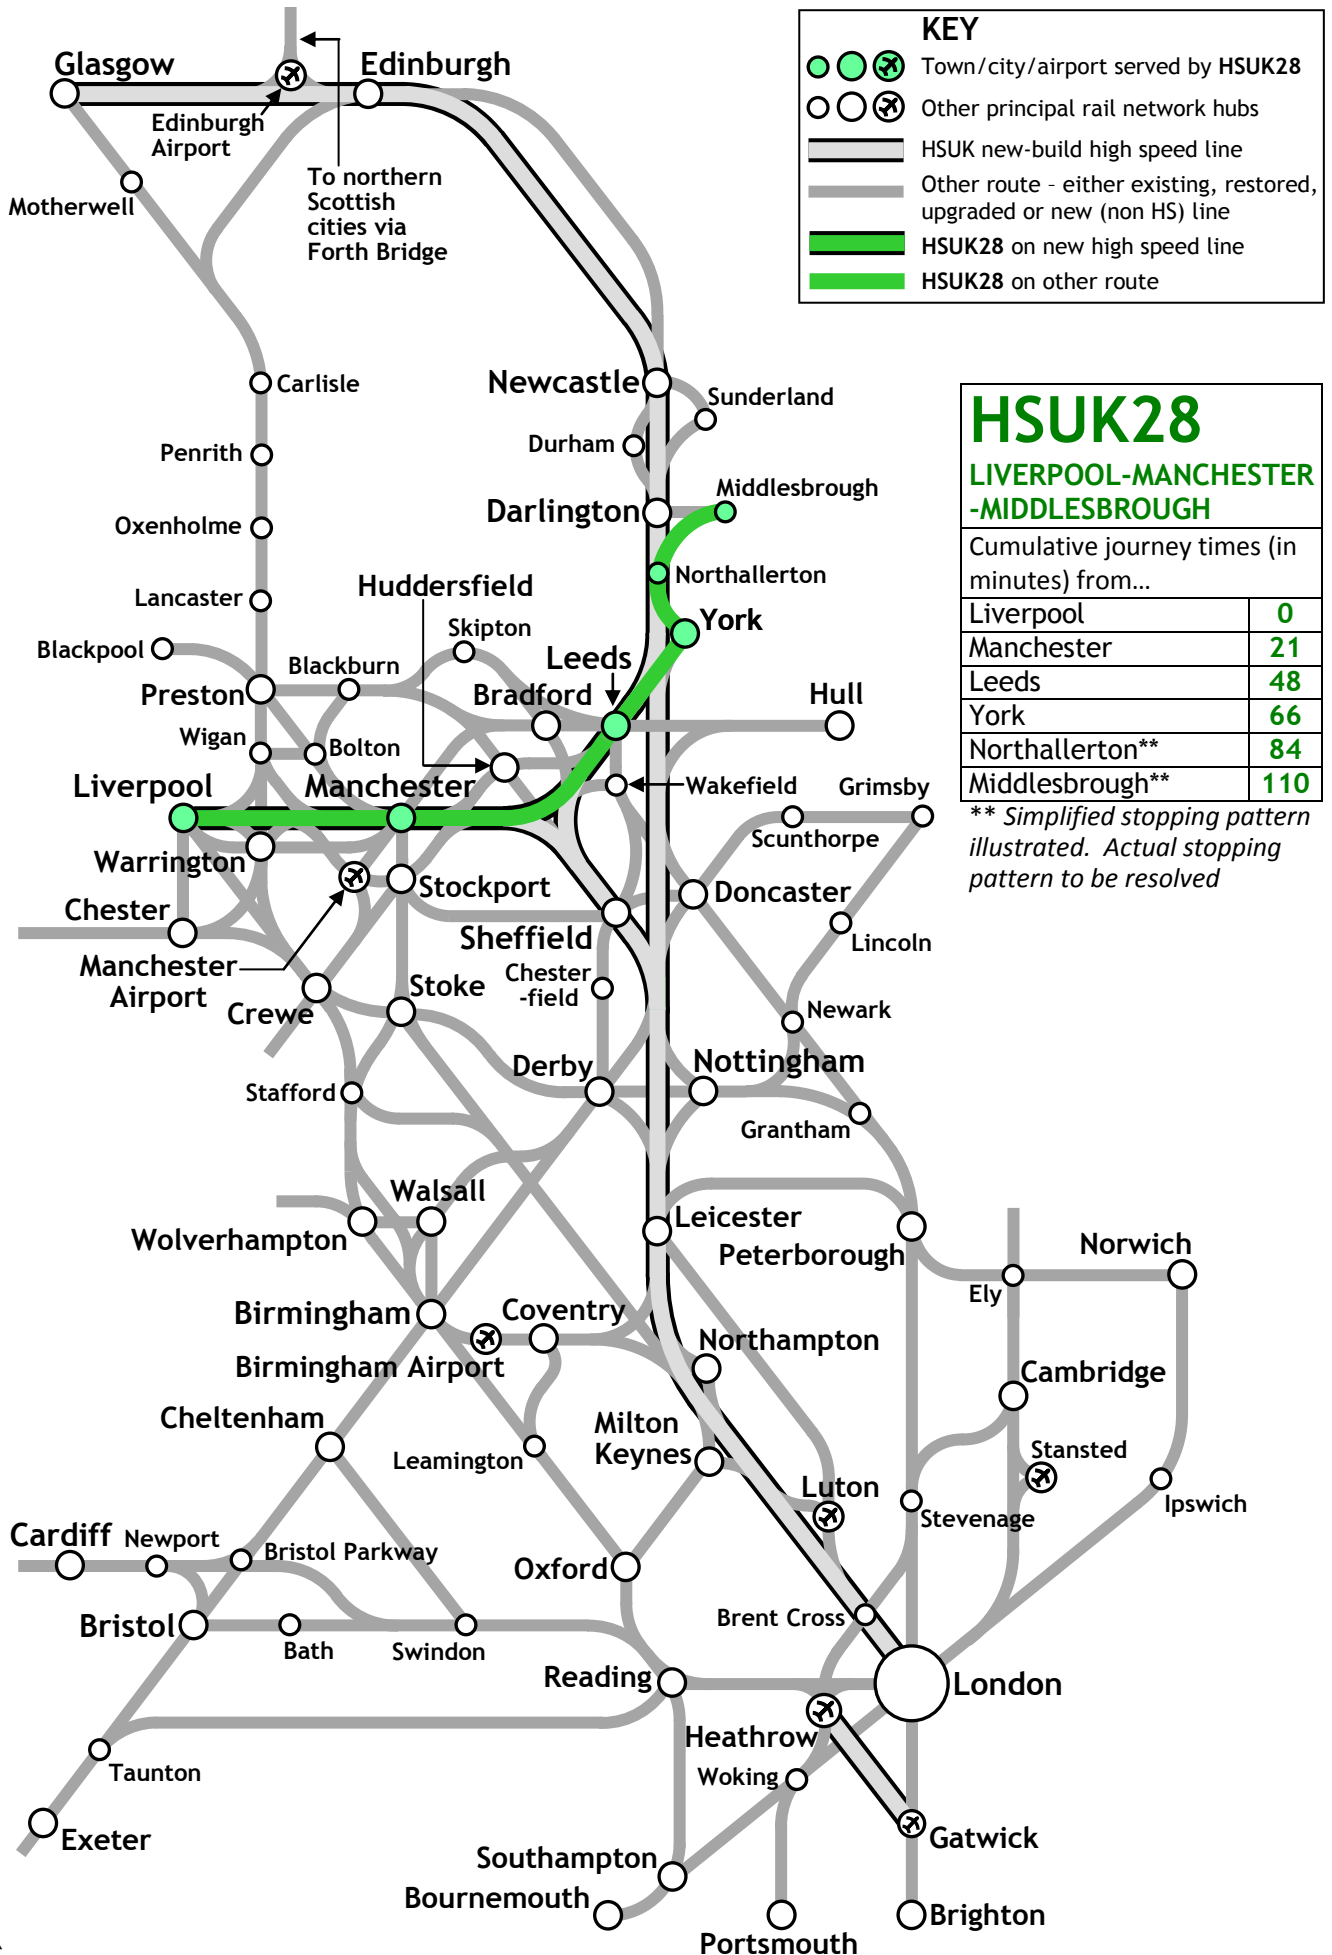 KEY
Town/city/airport served by HSUK28
Other principal rail network hubs
HSUK new-build high speed line
Other route - either existing, restored,
upgraded or new (non HS) line
HSUK28 on new high speed line
HSUK28 on other route
Glasgow
Edinburgh
Edinburgh
Airport
To northern
Scottish
cities via
Forth Bridge
Motherwell
Carlisle
Newcastle
Sunderland
Durham
Penrith
Middlesbrough
Darlington
Oxenholme
Northallerton
Huddersfield
Lancaster
York
Skipton
Blackpool
Blackburn
Leeds
Preston
Bradford
Hull
Wigan
Bolton
Liverpool
Manchester
Wakefield
Grimsby
Scunthorpe
Warrington
Stockport
Doncaster
Chester
Sheffield
Lincoln
Manchester
Airport
Chester
-field
Crewe
Stoke
Newark
Derby
Nottingham
Stafford
Grantham
Walsall
Leicester
Wolverhampton
Peterborough
Norwich
Ely
Birmingham
Coventry
Northampton
Birmingham Airport
Cambridge
Cheltenham
Milton
Keynes
Leamington
Stansted
Luton
Ipswich
Stevenage
Cardiff
Newport
Bristol Parkway
Oxford
Bristol
Bath
Swindon
Brent Cross
Reading
London
Heathrow
Woking
Taunton
Exeter
Gatwick
Southampton
Bournemouth
Brighton
Portsmouth
HSUK28
LIVERPOOL-MANCHESTER
-MIDDLESBROUGH
Cumulative journey times (in
minutes) from…
Liverpool 0
Manchester 21
Leeds 48
York 66
Northallerton** 84
Middlesbrough** 110
** Simplified stopping pattern
illustrated. Actual stopping
pattern to be resolved